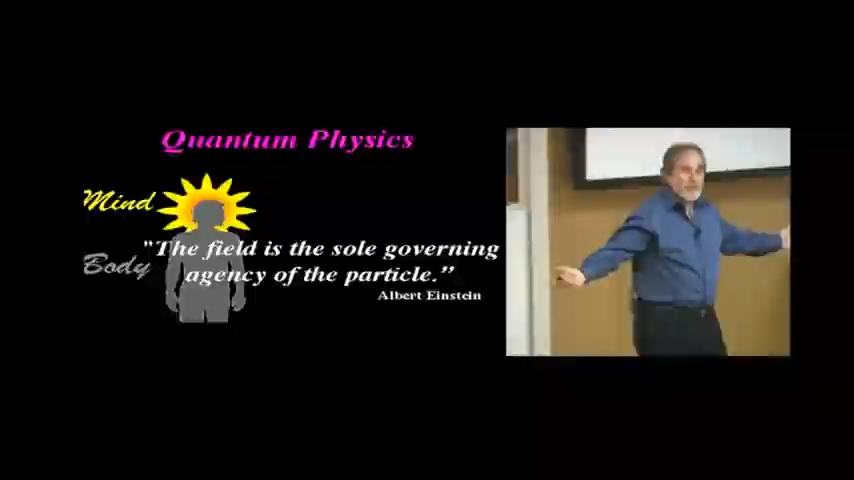 Quantum Physics
Mind
Body
"The field is the sole governing
agency of the particle.”
Albert Einstein